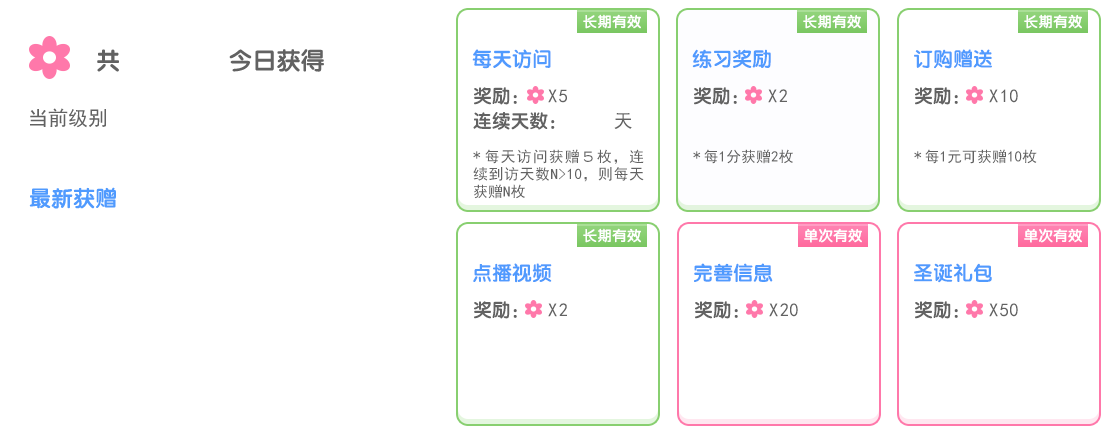 共 今日获得
当前级别
最新获赠
长期有效
每天访问
奖励: X5
连续天数: 天
* 每天访问获赠 5 枚, 连
续到访天数N>10, 则每天
获赠N枚
长期有效
练习奖励
奖励: X2
* 每1分获赠2枚
长期有效
订购赠送
奖励: X10
* 每1元可获赠10枚
长期有效
点播视频
奖励: X2
单次有效
完善信息
奖励: X20
单次有效
圣诞礼包
奖励: X50